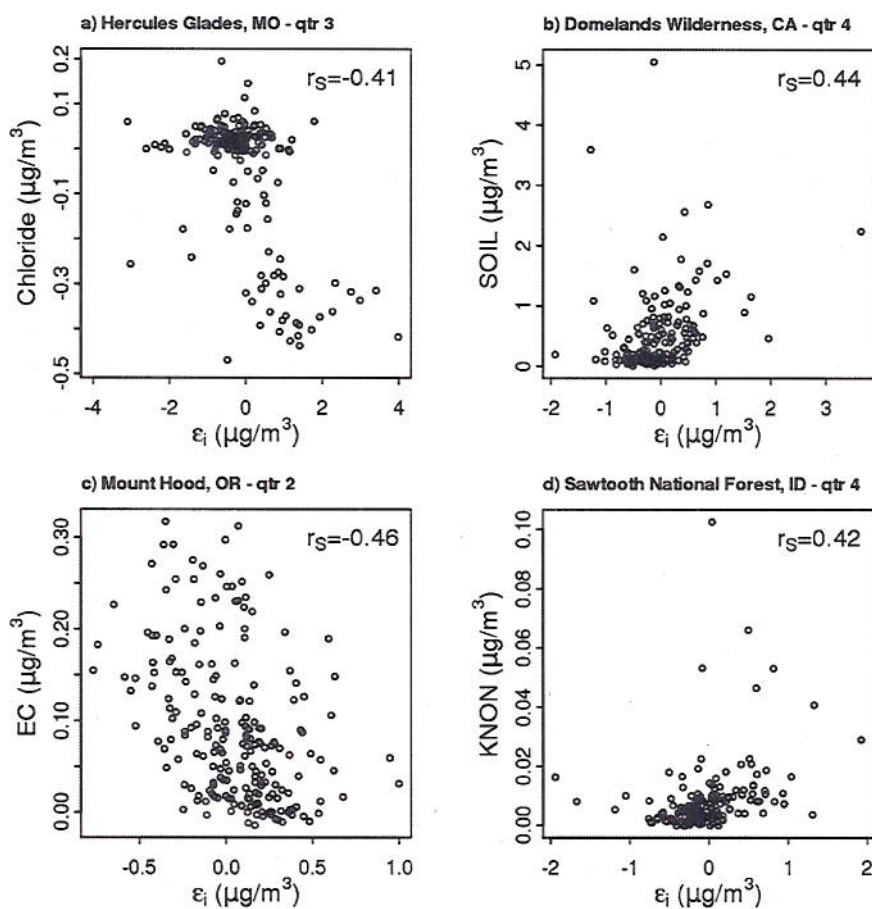 a) Hercules Glades, MO - qtr 3
rS=-0.41
Chloride (µg/m³)
0.2
0.1
-0.1
-0.3
-0.5
-4 -2 0 2 4
εi (µg/m³)
b) Domelands Wilderness, CA - qtr 4
rS=0.44
SOIL (µg/m³)
5
4
3
2
1
0
-2 -1 0 1 2 3
εi (µg/m³)
c) Mount Hood, OR - qtr 2
rS=-0.46
EC (µg/m³)
0.30
0.20
0.10
0.00
-0.5 0.0 0.5 1.0
εi (µg/m³)
d) Sawtooth National Forest, ID - qtr 4
rS=0.42
KNON (µg/m³)
0.10
0.08
0.06
0.04
0.02
0.00
-2 -1 0 1 2
εi (µg/m³)